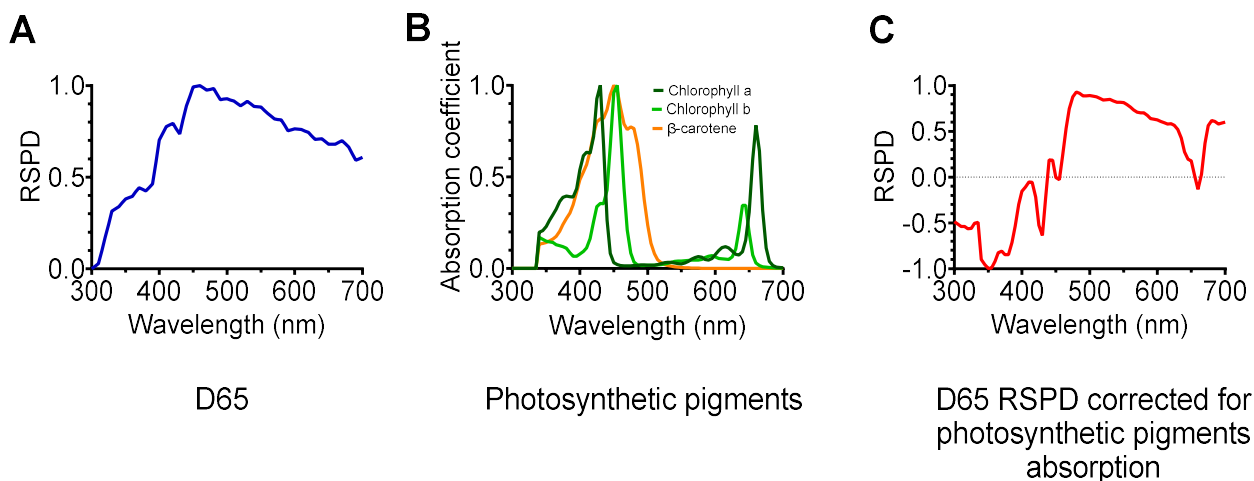 A
B
C
RSPD
1.0
0.5
0.0
300 400 500 600 700
Wavelength (nm)
D65
Absorption coefficient
1.0
0.5
0.0
Chlorophyll a
Chlorophyll b
β-carotene
300 400 500 600 700
Wavelength (nm)
Photosynthetic pigments
RSPD
1.0
0.5
0.0
-0.5
-1.0
300 400 500 600 700
Wavelength (nm)
D65 RSPD corrected for
photosynthetic pigments
absorption